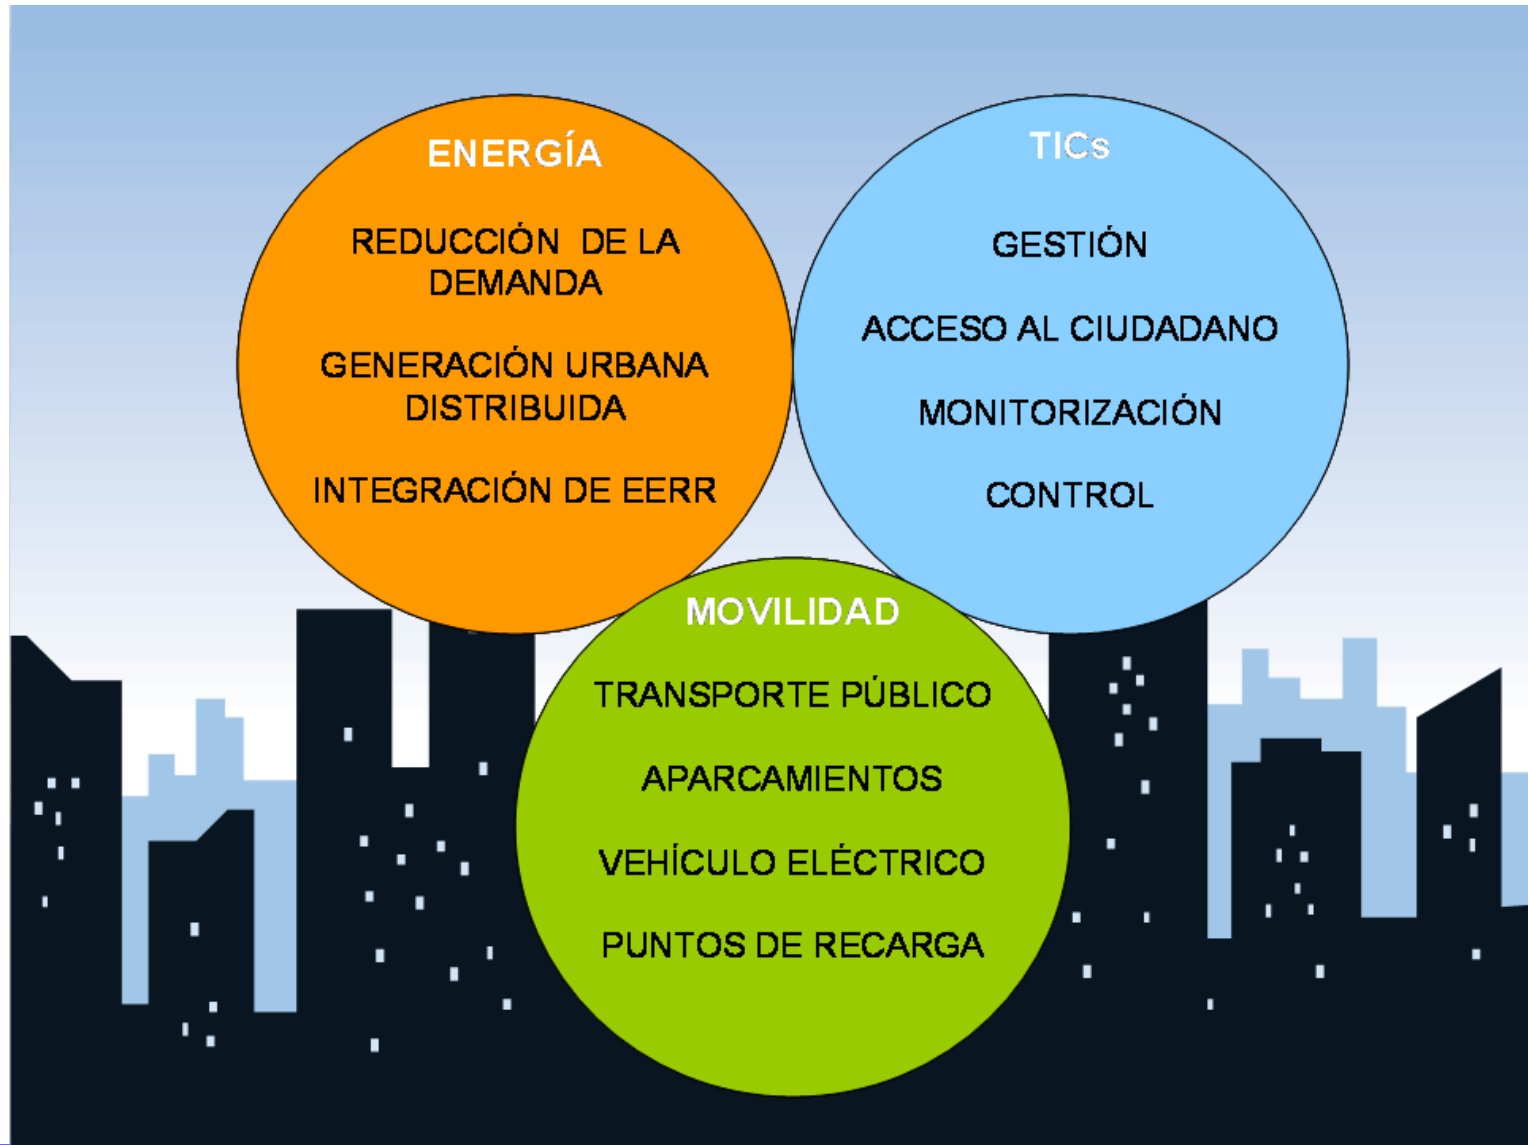 ENERGÍA
REDUCCIÓN DE LA
DEMANDA
GENERACIÓN URBANA
DISTRIBUIDA
INTEGRACIÓN DE EERR
TICs
GESTIÓN
ACCESO AL CIUDADANO
MONITORIZACIÓN
CONTROL
MOVILIDAD
TRANSPORTE PÚBLICO
APARCAMIENTOS
VEHÍCULO ELÉCTRICO
PUNTOS DE RECARGA